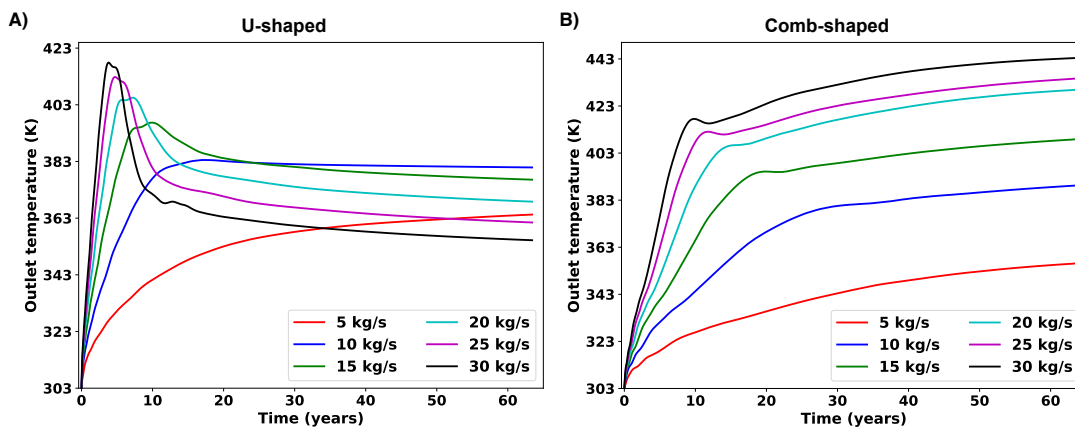 A)
U-shaped
Outlet temperature (K)
423
403
383
363
343
323
303
5 kg/s
10 kg/s
15 kg/s
20 kg/s
25 kg/s
30 kg/s
0 10 20 30 40 50 60
Time (years)
B)
Comb-shaped
Outlet temperature (K)
443
423
403
383
363
343
323
303
5 kg/s
10 kg/s
15 kg/s
20 kg/s
25 kg/s
30 kg/s
0 10 20 30 40 50 60
Time (years)